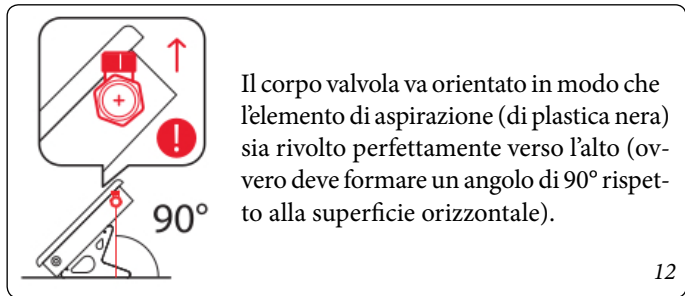 Il corpo valvola va orientato in modo che
l'elemento di aspirazione (di plastica nera)
sia rivolto perfettamente verso l'alto (ov-
vero deve formare un angolo di 90° rispet-
to alla superficie orizzontale).
90°
12